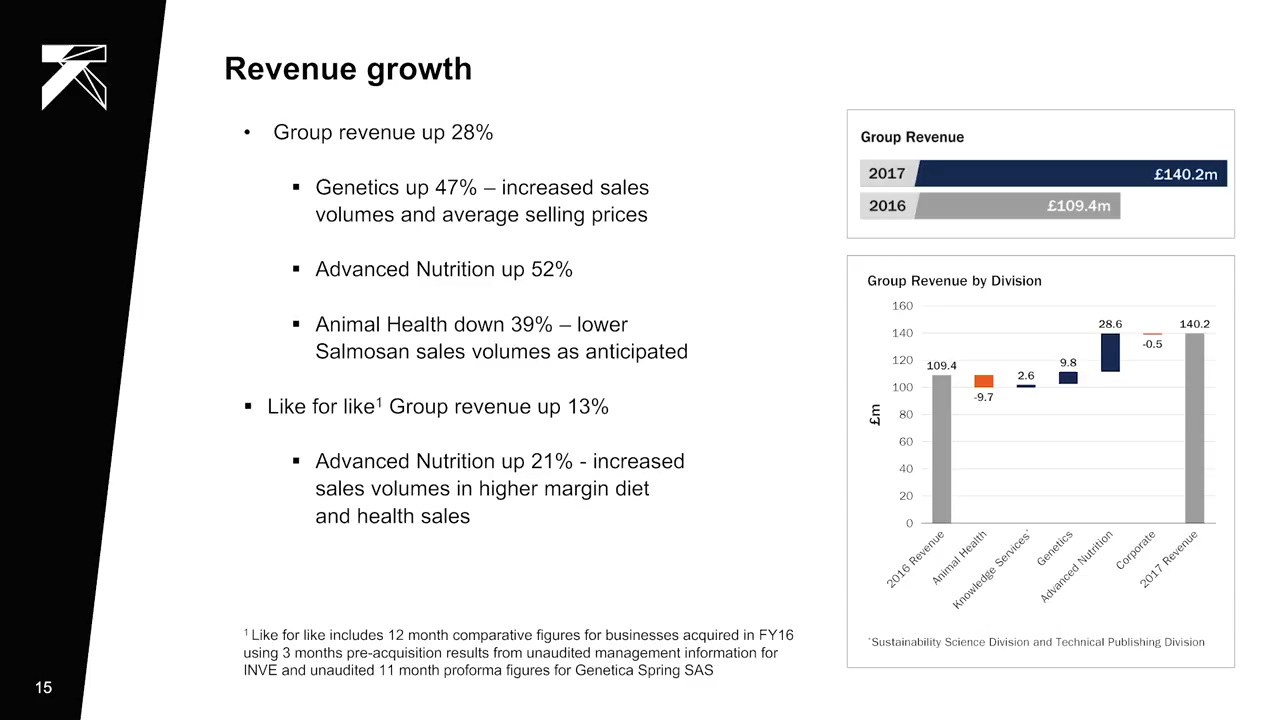 Revenue growth
• Group revenue up 28%
▪ Genetics up 47% – increased sales
volumes and average selling prices
▪ Advanced Nutrition up 52%
▪ Animal Health down 39% – lower
Salmosan sales volumes as anticipated
▪ Like for like¹ Group revenue up 13%
▪ Advanced Nutrition up 21% - increased
sales volumes in higher margin diet
and health sales
¹ Like for like includes 12 month comparative figures for businesses acquired in FY16
using 3 months pre-acquisition results from unaudited management information for
INVE and unaudited 11 month proforma figures for Genetica Spring SAS
15
Group Revenue
2017 £140.2m
2016 £109.4m
Group Revenue by Division
£m
160
140
120
100
80
60
40
20
0
109.4
-9.7
2.6
9.8
28.6
-0.5
140.2
2016 Revenue
Animal Health
Knowledge Services*
Genetics
Advanced Nutrition
Corporate
2017 Revenue
*Sustainability Science Division and Technical Publishing Division